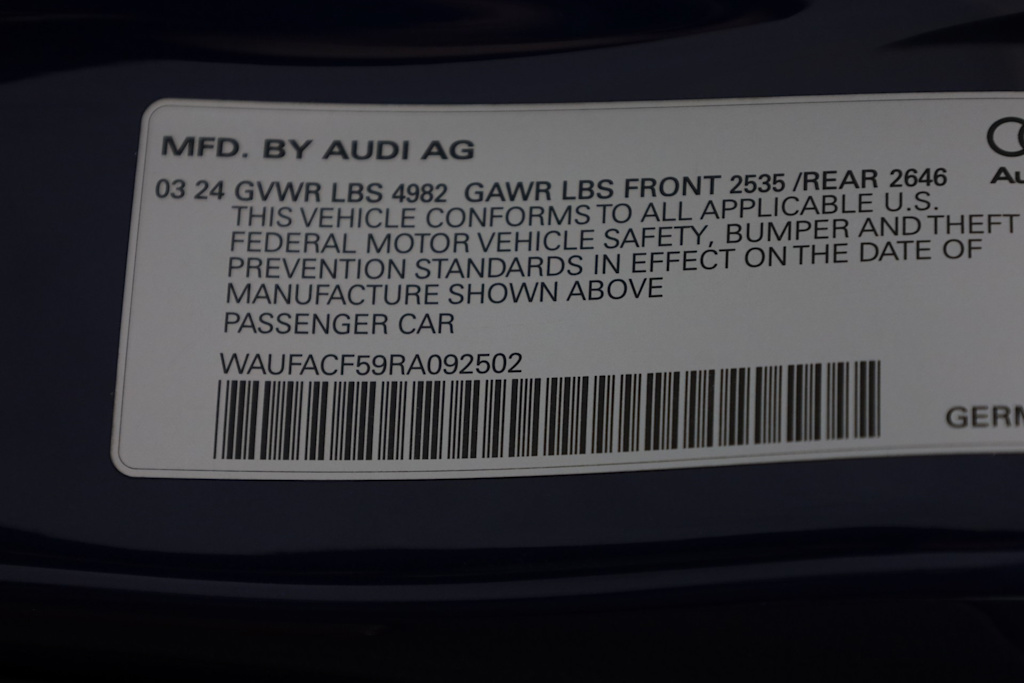 MFD. BY AUDI AG
03 24 GVWR LBS 4982 GAWR LBS FRONT 2535 /REAR 2646
THIS VEHICLE CONFORMS TO ALL APPLICABLE U.S.
FEDERAL MOTOR VEHICLE SAFETY, BUMPER AND THEFT
PREVENTION STANDARDS IN EFFECT ON THE DATE OF
MANUFACTURE SHOWN ABOVE
PASSENGER CAR
WAUFACF59RA092502